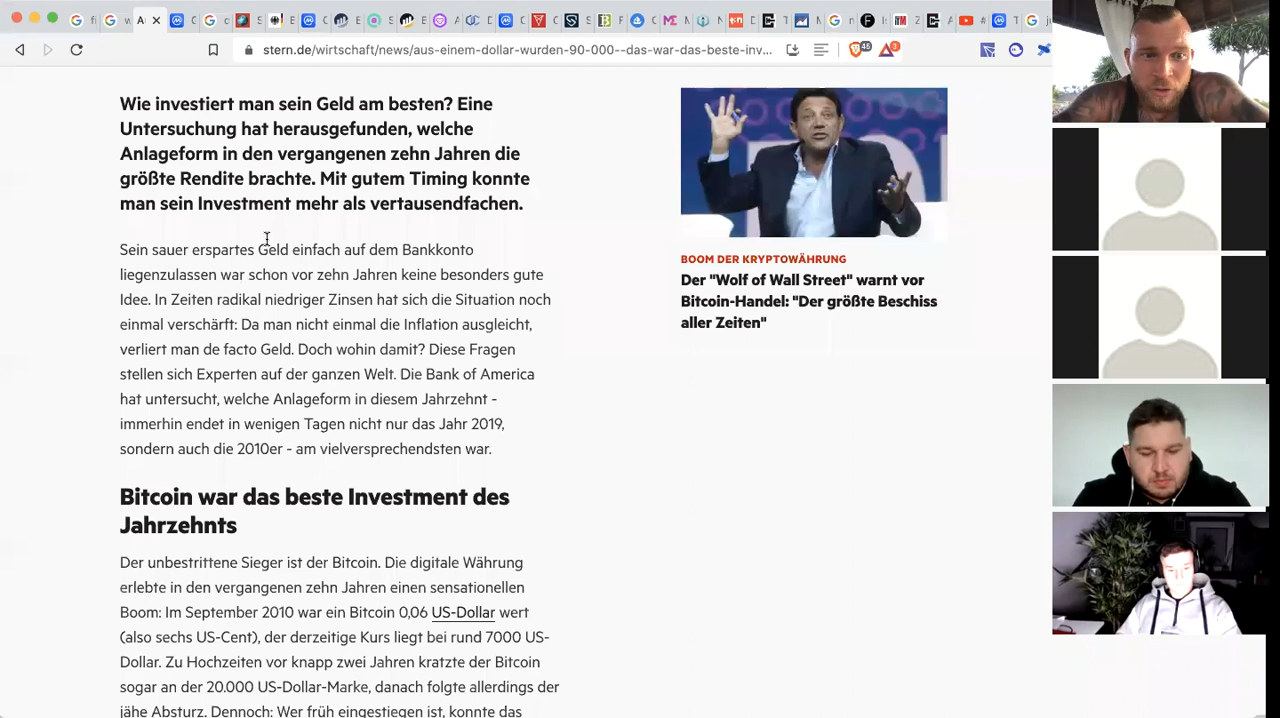 stern.de/wirtschaft/news/aus-einem-dollar-wurden-90-000--das-war-das-beste-inv...
Wie investiert man sein Geld am besten? Eine
Untersuchung hat herausgefunden, welche
Anlageform in den vergangenen zehn Jahren die
größte Rendite brachte. Mit gutem Timing konnte
man sein Investment mehr als vertausendfachen.
Sein sauer erspartes Geld einfach auf dem Bankkonto
liegenzulassen war schon vor zehn Jahren keine besonders gute
Idee. In Zeiten radikal niedriger Zinsen hat sich die Situation noch
einmal verschärft: Da man nicht einmal die Inflation ausgleicht,
verliert man de facto Geld. Doch wohin damit? Diese Fragen
stellen sich Experten auf der ganzen Welt. Die Bank of America
hat untersucht, welche Anlageform in diesem Jahrzehnt -
immerhin endet in wenigen Tagen nicht nur das Jahr 2019,
sondern auch die 2010er - am vielversprechendsten war.
Bitcoin war das beste Investment des
Jahrzehnts
Der unbestrittene Sieger ist der Bitcoin. Die digitale Währung
erlebte in den vergangenen zehn Jahren einen sensationellen
Boom: Im September 2010 war ein Bitcoin 0,06 US-Dollar wert
(also sechs US-Cent), der derzeitige Kurs liegt bei rund 7000 US-
Dollar. Zu Hochzeiten vor knapp zwei Jahren kratzte der Bitcoin
sogar an der 20.000 US-Dollar-Marke, danach folgte allerdings der
jähe Absturz. Dennoch: Wer früh eingestiegen ist, konnte das
BOOM DER KRYPTOWÄHRUNG
Der "Wolf of Wall Street" warnt vor
Bitcoin-Handel: "Der größte Beschiss
aller Zeiten"